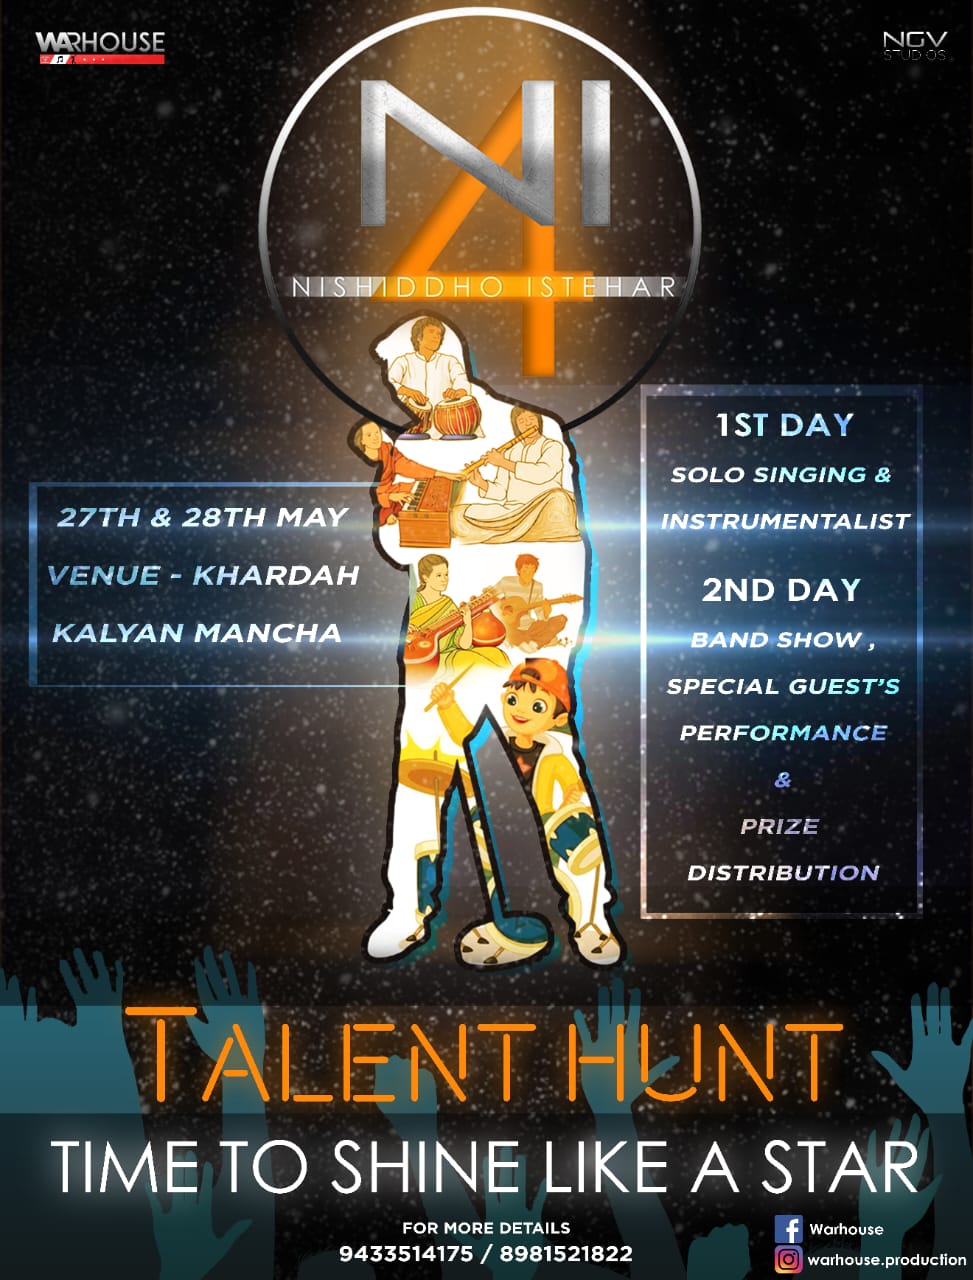 WARHOUSE
NGV
STUDIOS
NI
4
NISHIDDHO ISTEHAR
27TH & 28TH MAY
VENUE - KHARDAH
KALYAN MANCHA
1ST DAY
SOLO SINGING &
INSTRUMENTALIST
2ND DAY
BAND SHOW ,
SPECIAL GUEST'S
PERFORMANCE
&
PRIZE
DISTRIBUTION
TALENT HUNT
TIME TO SHINE LIKE A STAR
FOR MORE DETAILS
9433514175 / 8981521822
Warhouse
warhouse.production